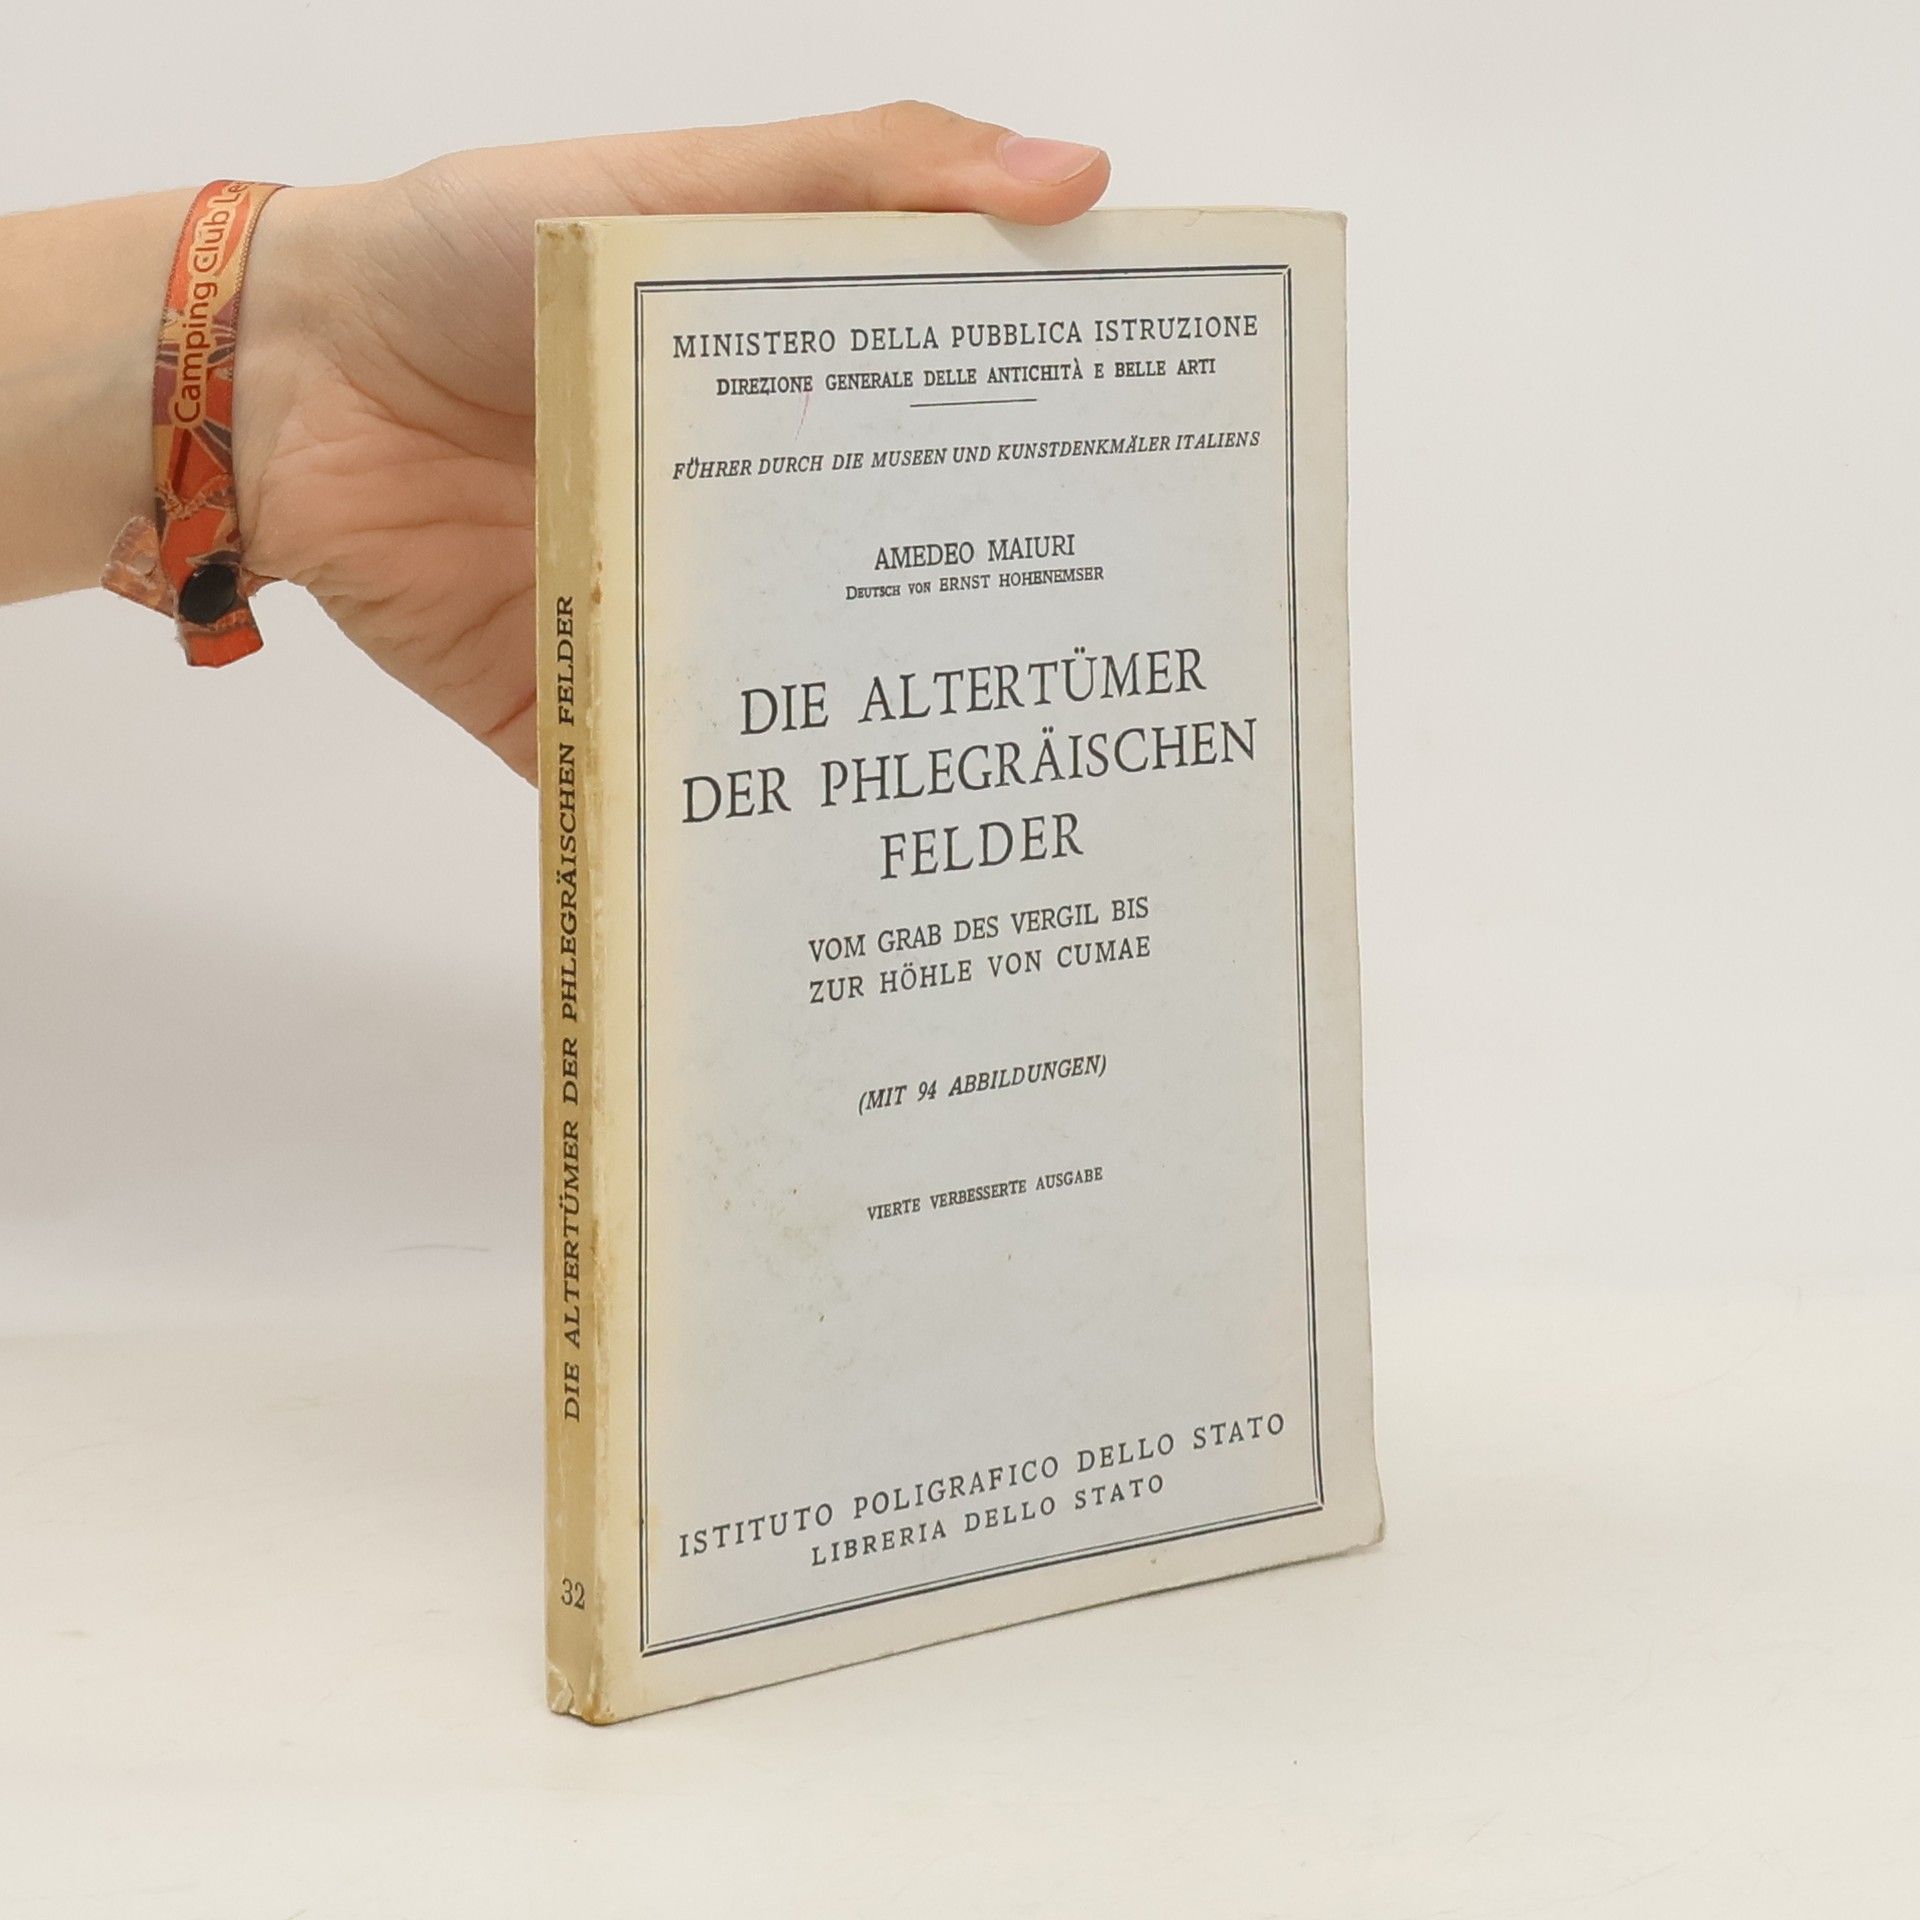 Camping Club
MINISTERO DELLA PUBBLICA ISTRUZIONE
DIREZIONE GENERALE DELLE ANTICHITÀ E BELLE ARTI
FÜHRER DURCH DIE MUSEEN UND KUNSTDENKMÄLER ITALIENS
AMEDEO MAIURI
DEUTSCH VON ERNST HOHENEMSER
DIE ALTERTÜMER
DER PHLEGRÄISCHEN
FELDER
VOM GRAB DES VERGIL BIS
ZUR HÖHLE VON CUMAE
(MIT 94 ABBILDUNGEN)
VIERTE VERBESSERTE AUSGABE
ISTITUTO POLIGRAFICO DELLO STATO
LIBRERIA DELLO STATO
DIE ALTERTÜMER DER PHLEGRÄISCHEN FELDER
32